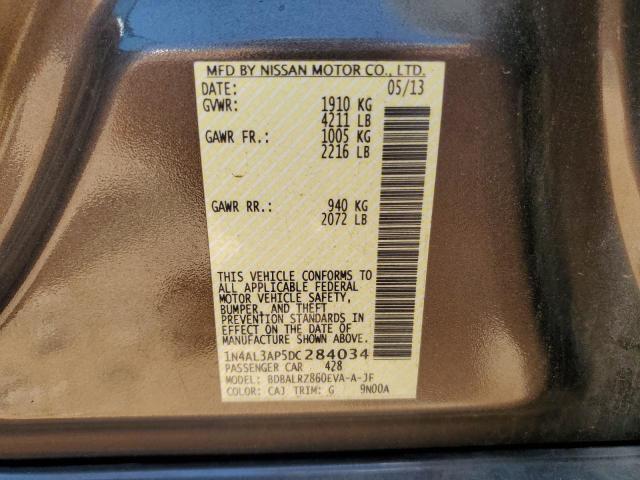 MFD BY NISSAN MOTOR CO., LTD.
DATE: 05/13
GVWR: 1910 KG
4211 LB
GAWR FR.: 1005 KG
2216 LB
GAWR RR.: 940 KG
2072 LB
THIS VEHICLE CONFORMS TO
ALL APPLICABLE FEDERAL
MOTOR VEHICLE SAFETY,
BUMPER, AND THEFT
PREVENTION STANDARDS IN
EFFECT ON THE DATE OF
MANUFACTURE SHOWN ABOVE.
1N4AL3AP5DC284034
PASSENGER CAR 428
MODEL: BDBALRZ860EVA-A-JF
COLOR: CAJ TRIM: G 9N00A